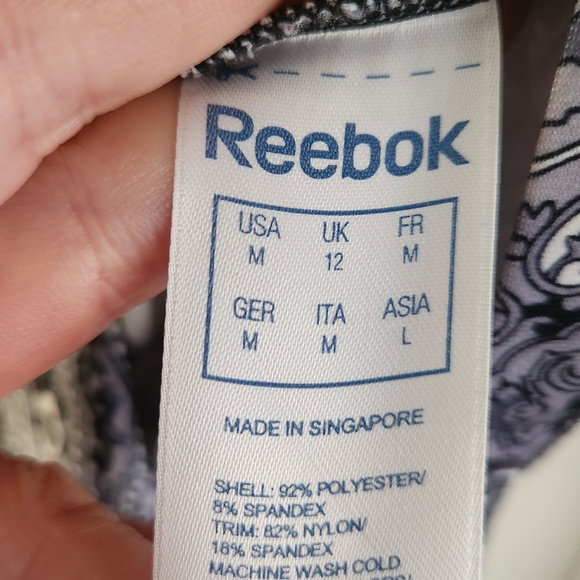 Reebok
USA UK FR
M 12 M
GER ITA ASIA
M M L
MADE IN SINGAPORE
SHELL: 92% POLYESTER/
8% SPANDEX
TRIM: 82% NYLON/
18% SPANDEX
MACHINE WASH COLD